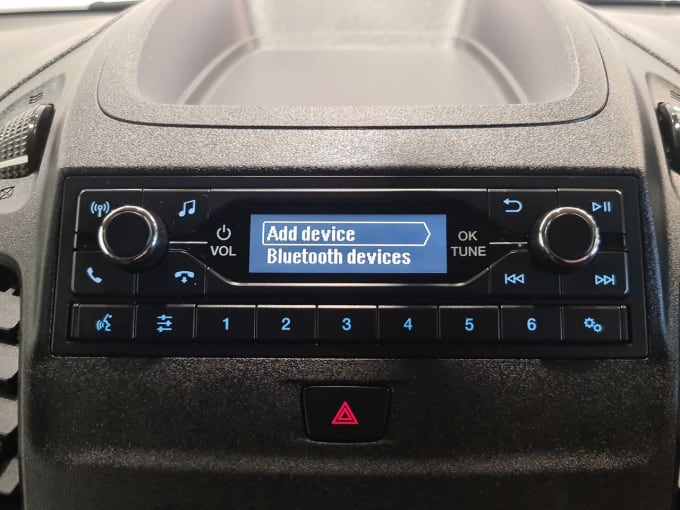 VOL
Add device
Bluetooth devices
OK
TUNE
1 2 3 4 5 6